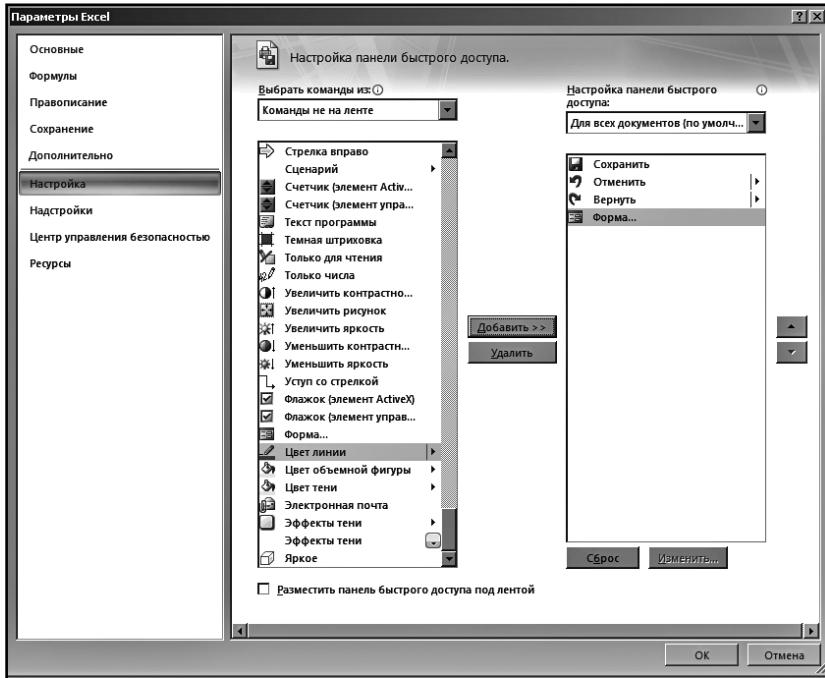 Параметры Excel
Основные
Формулы
Правописание
Сохранение
Дополнительно
Настройка
Надстройки
Центр управления безопасностью
Ресурсы
Настройка панели быстрого доступа.
Выбрать команды из:
Команды не на ленте
Стрелка вправо
Сценарий
Счетчик (элемент Activ...
Счетчик (элемент упра...
Текст программы
Темная штриховка
Только для чтения
Только числа
Увеличить контрастно...
Увеличить рисунок
Увеличить яркость
Уменьшить контрастн...
Уменьшить яркость
Уступ со стрелкой
Флажок (элемент ActiveX)
Флажок (элемент управ...
Форма...
Цвет линии
Цвет объемной фигуры
Цвет тени
Электронная почта
Эффекты тени
Эффекты тени
Яркое
Разместить панель быстрого доступа под лентой
Добавить >>
Удалить
Настройка панели быстрого
доступа:
Для всех документов (по умолч...
Сохранить
Отменить
Вернуть
Форма...
Сброс
Изменить...
ОК
Отмена